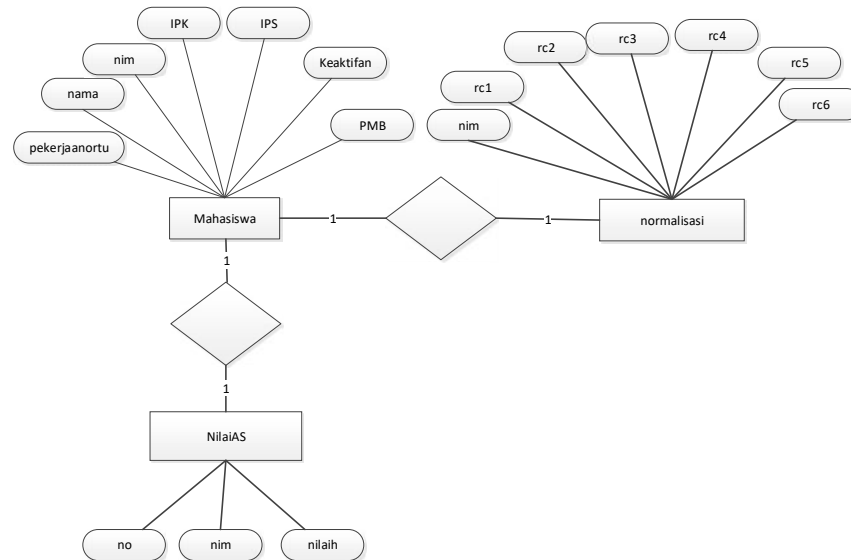 IPK
IPS
nim
Keaktifan
nama
PMB
pekerjaanortu
rc1
rc2
rc3
rc4
rc5
rc6
nim
Mahasiswa
1
1
normalisasi
1
1
NilaiAS
no
nim
nilaih